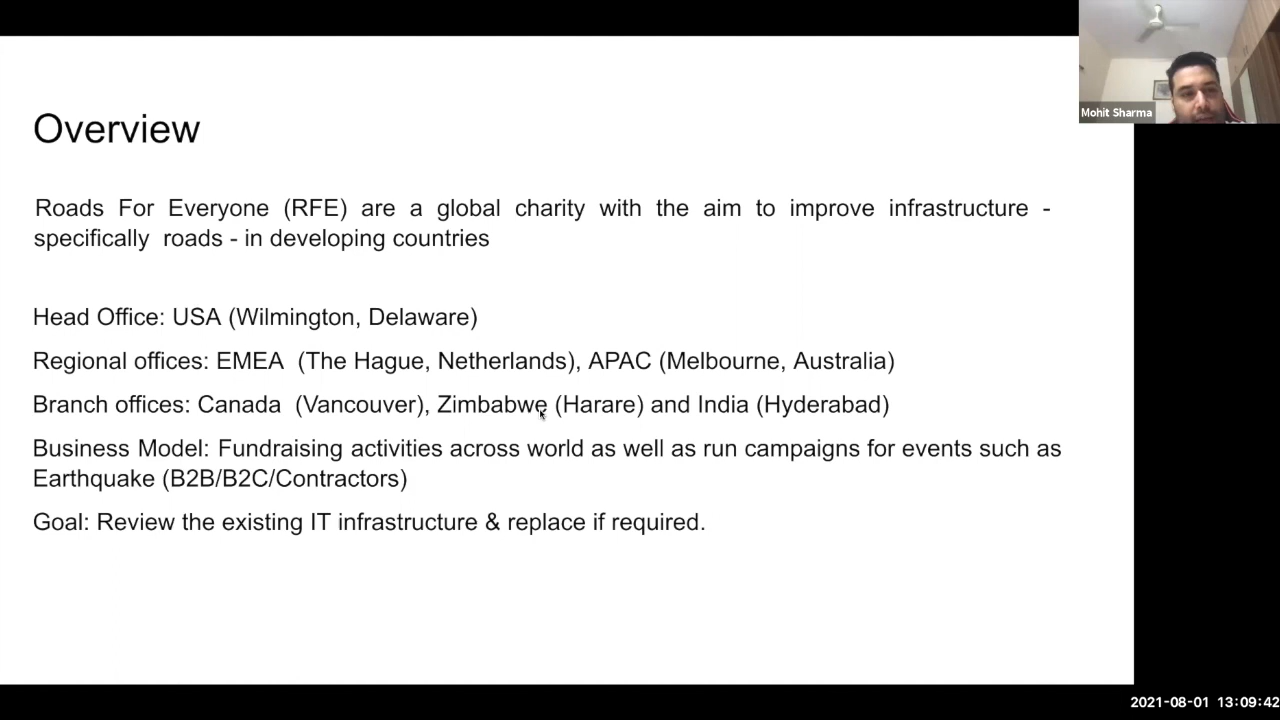 Mohit Sharma
Overview
Roads For Everyone (RFE) are a global charity with the aim to improve infrastructure -
specifically roads - in developing countries
Head Office: USA (Wilmington, Delaware)
Regional offices: EMEA (The Hague, Netherlands), APAC (Melbourne, Australia)
Branch offices: Canada (Vancouver), Zimbabwe (Harare) and India (Hyderabad)
Business Model: Fundraising activities across world as well as run campaigns for events such as
Earthquake (B2B/B2C/Contractors)
Goal: Review the existing IT infrastructure & replace if required.
2021-08-01 13:09:42